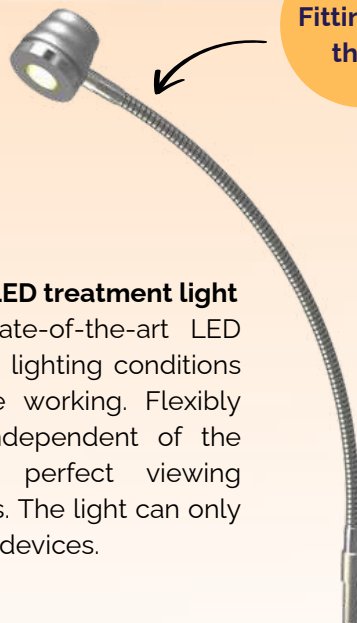 Fittin
th
LED treatment light
ate-of-the-art LED
lighting conditions
e working. Flexibly
ndependent of the
perfect viewing
s. The light can only
devices.